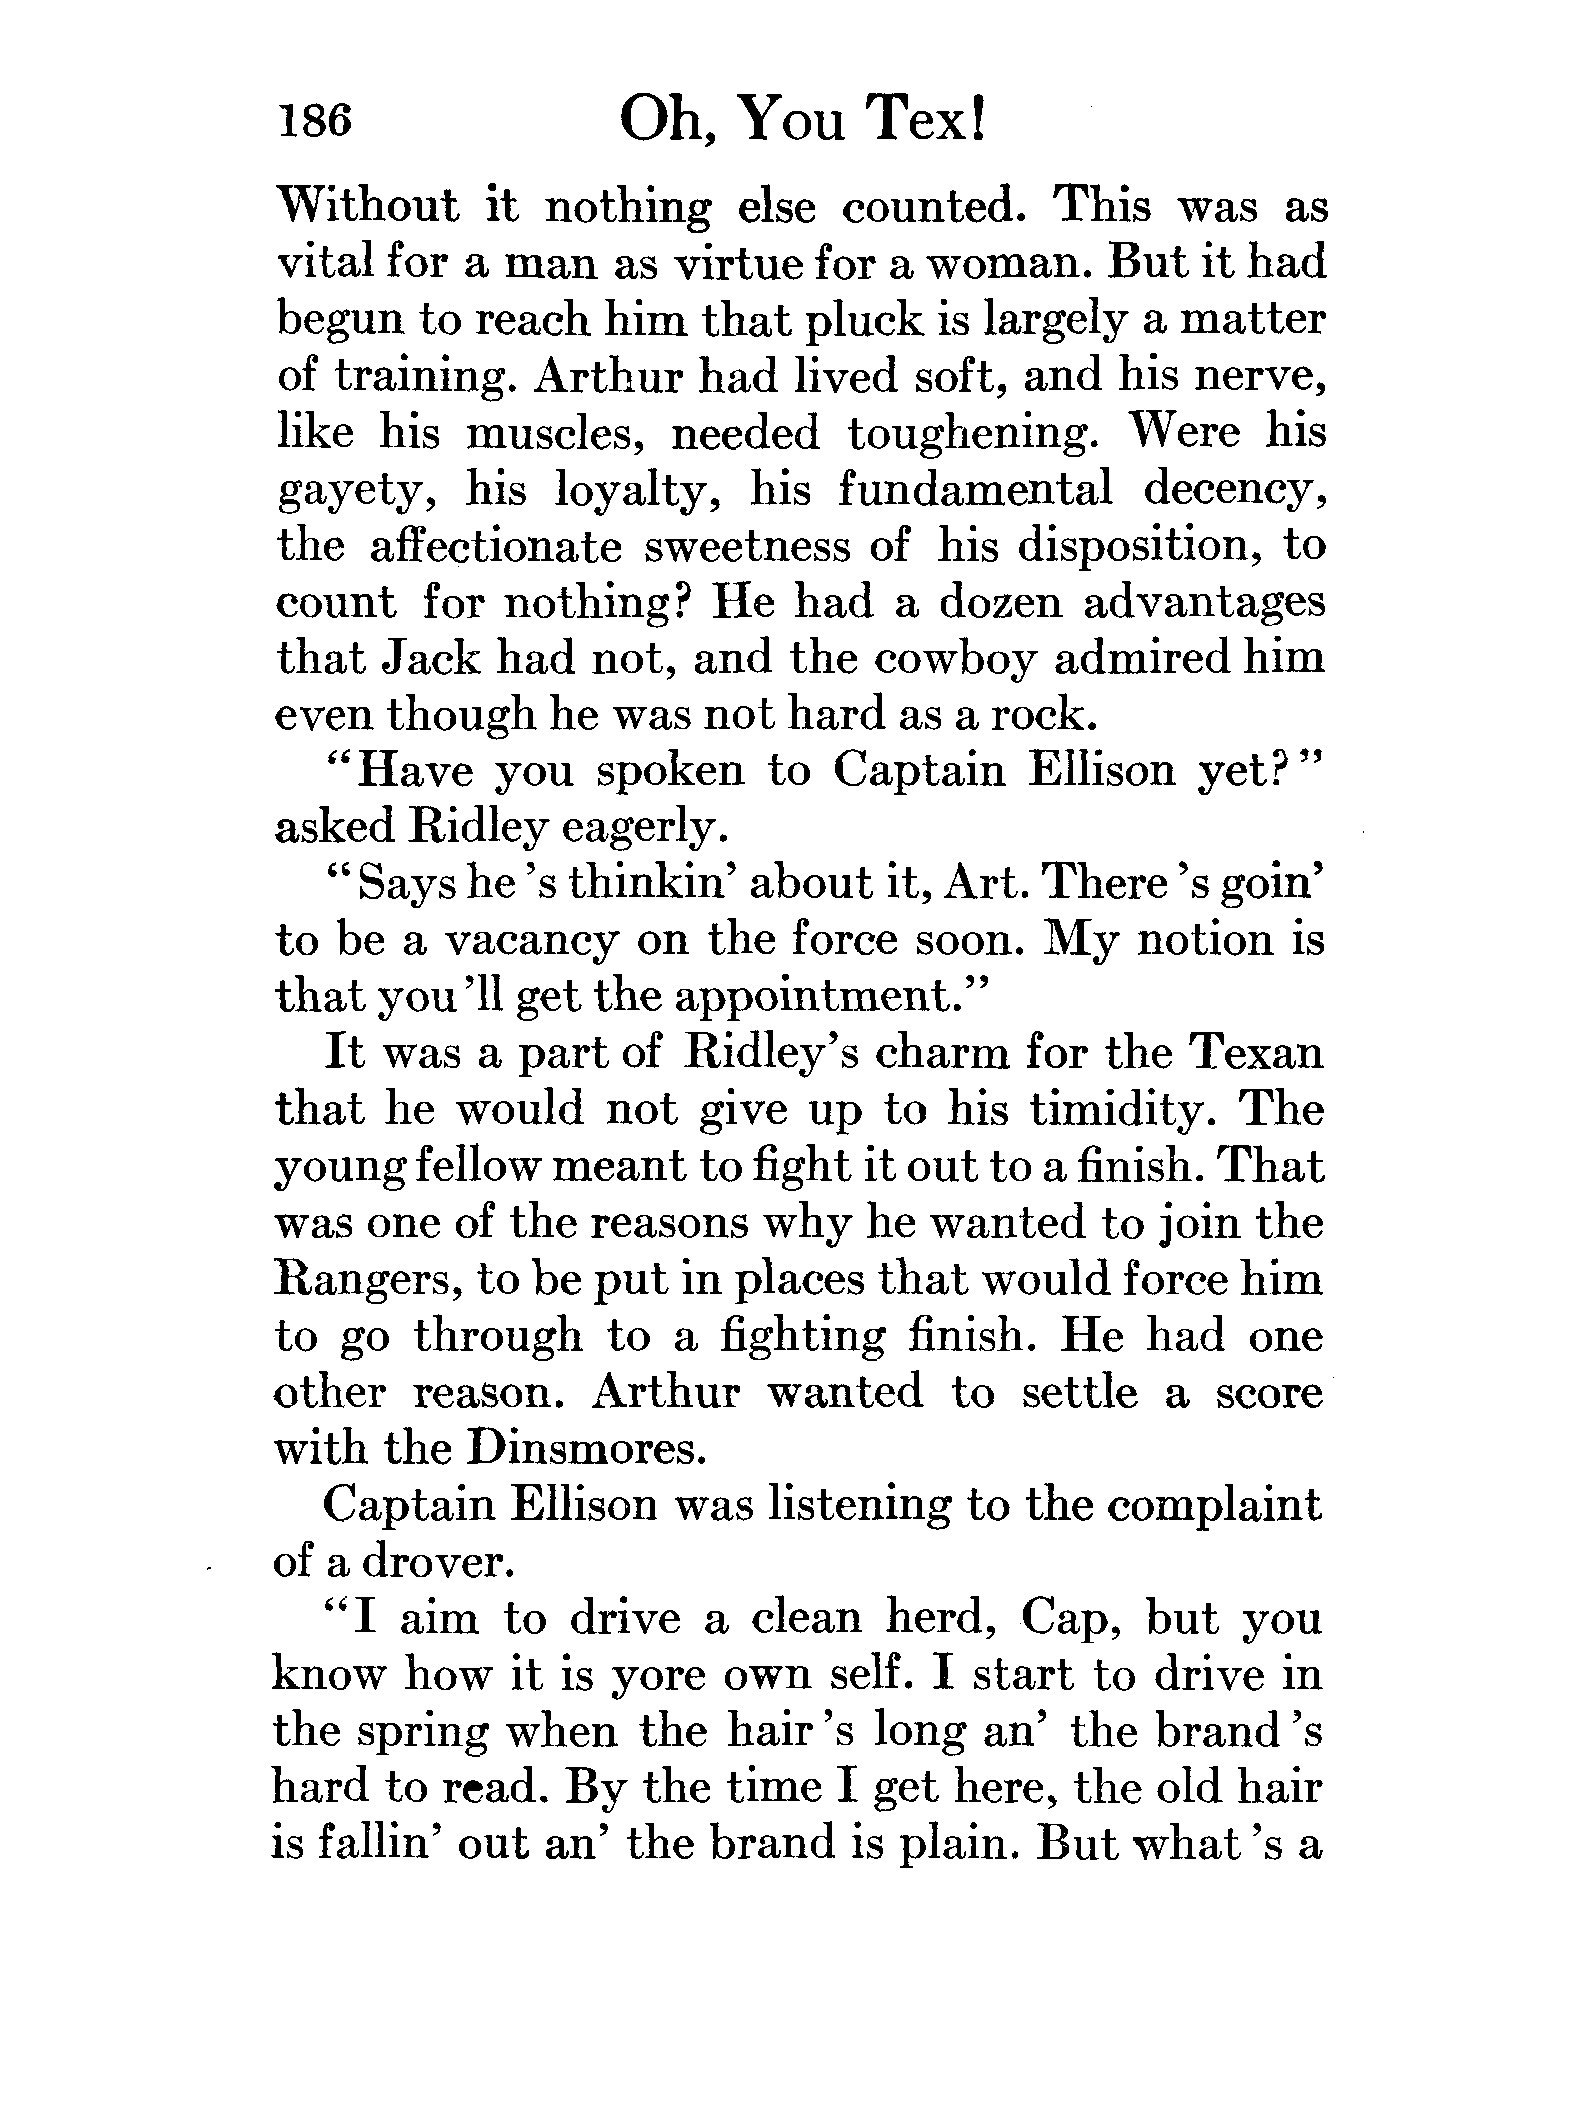 186 Oh, You Tex!
Without it nothing else counted. This was as
vital for a man as virtue for a woman. But it had
begun to reach him that pluck is largely a matter
of training. Arthur had lived soft, and his nerve,
like his muscles, needed toughening. Were his
gayety, his loyalty, his fundamental decency,
the affectionate sweetness of his disposition, to
count for nothing? He had a dozen advantages
that Jack had not, and the cowboy admired him
even though he was not hard as a rock.
“Have you spoken to Captain Ellison yet?”
asked Ridley eagerly.
“Says he 's thinkin’ about it, Art. There 's goin’
to be a vacancy on the force soon. My notion is
that you 'll get the appointment.”
It was a part of Ridley’s charm for the Texan
that he would not give up to his timidity. The
young fellow meant to fight it out to a finish. That
was one of the reasons why he wanted to join the
Rangers, to be put in places that would force him
to go through to a fighting finish. He had one
other reason. Arthur wanted to settle a score
with the Dinsmores.
Captain Ellison was listening to the complaint
of a drover.
“I aim to drive a clean herd, Cap, but you
know how it is yore own self. I start to drive in
the spring when the hair 's long an’ the brand 's
hard to read. By the time I get here, the old hair
is fallin’ out an’ the brand is plain. But what 's a